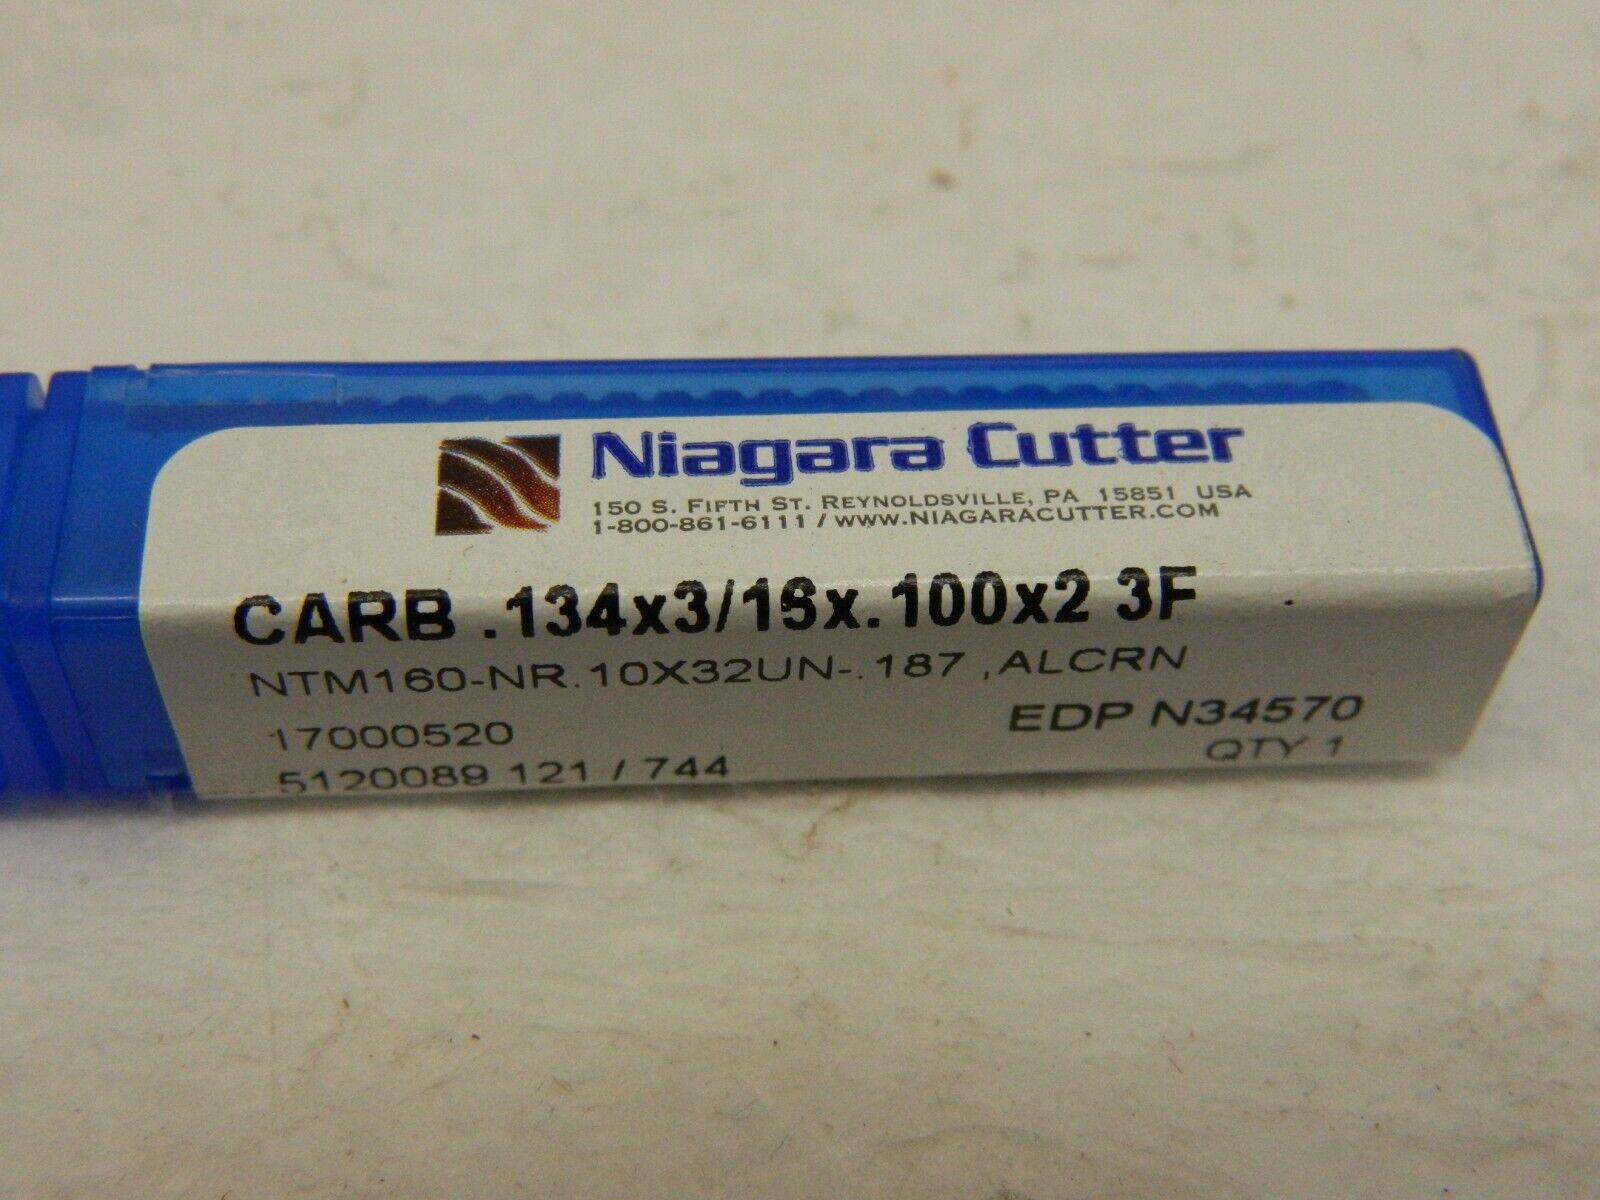 Niagara Cutter
150 S. FIFTH ST. REYNOLDSVILLE, PA 15851 USA
1-800-861-6111 / WWW.NIAGARACUTTER.COM
CARB .134x3/16x.100x2 3F
NTM160-NR.10X32UN-.187 ,ALCRN
17000520
EDP N34570
5120089 121 / 744
QTY 1